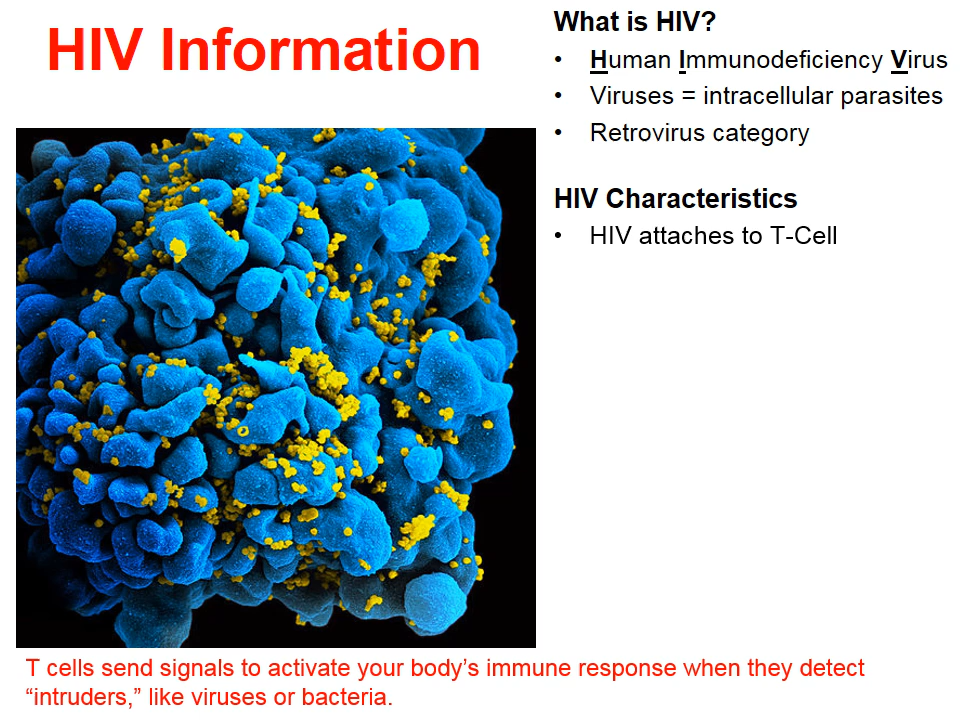 HIV Information
What is HIV?
• Human Immunodeficiency Virus
• Viruses = intracellular parasites
• Retrovirus category
HIV Characteristics
• HIV attaches to T-Cell
T cells send signals to activate your body’s immune response when they detect
“intruders,” like viruses or bacteria.